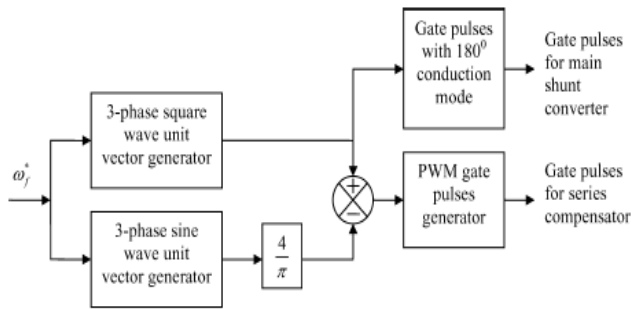 Gate pulses
with 180⁰
conduction
mode
Gate pulses
for main
shunt
converter
3-phase square
wave unit
vector generator
ω*f
+
−
PWM gate
pulses
generator
Gate pulses
for series
compensator
3-phase sine
wave unit
vector generator
4
π